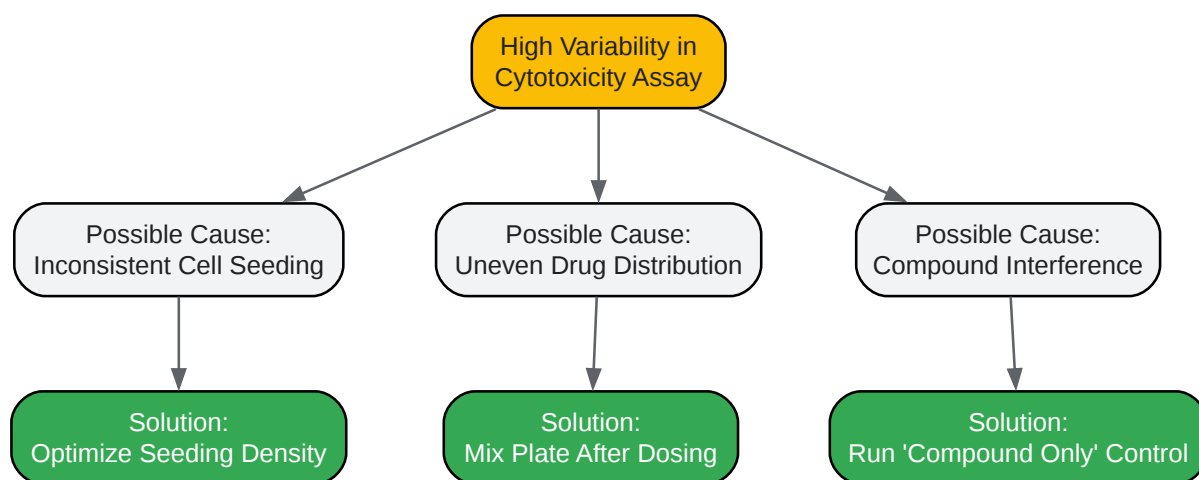 High Variability in
Cytotoxicity Assay
Possible Cause:
Inconsistent Cell Seeding
Possible Cause:
Uneven Drug Distribution
Possible Cause:
Compound Interference
Solution:
Optimize Seeding Density
Solution:
Mix Plate After Dosing
Solution:
Run 'Compound Only' Control